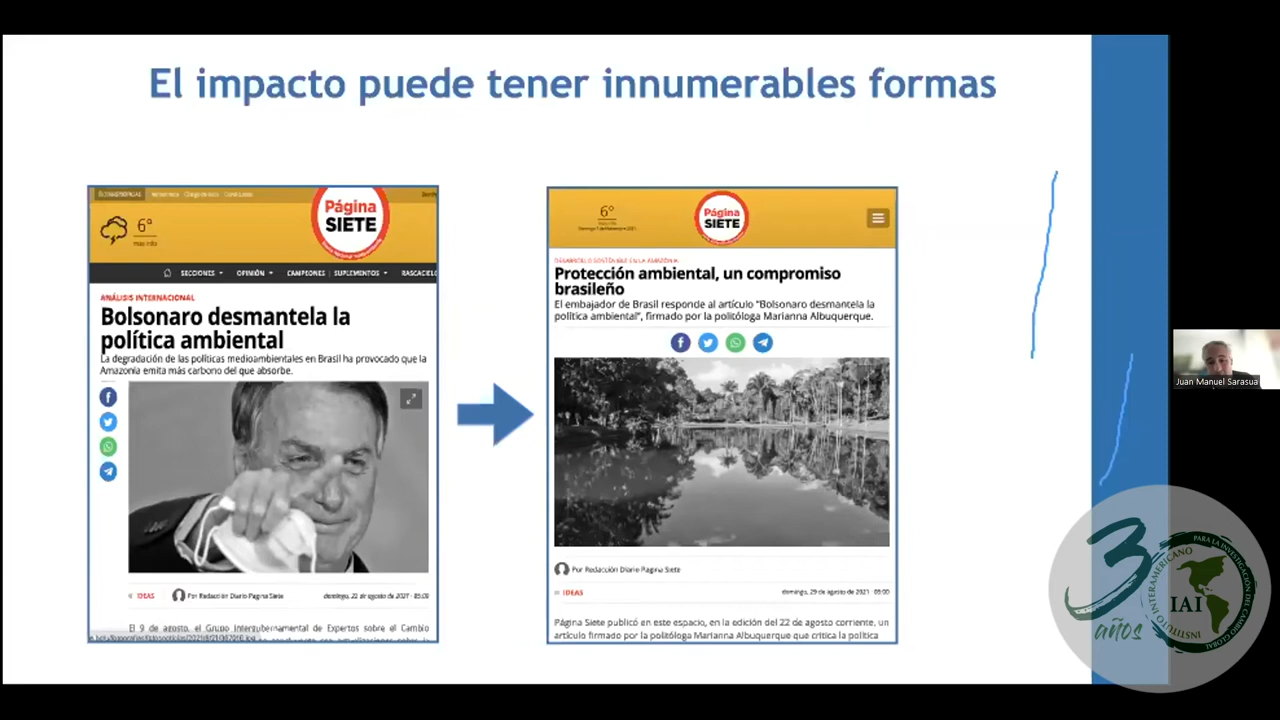 El impacto puede tener innumerables formas
Página
SIETE
6°
SECCIONES
OPINIÓN
CAMPEONES
SUPLEMENTOS
ANÁLISIS INTERNACIONAL
Bolsonaro desmantela la
política ambiental
La degradación de las políticas medioambientales en Brasil ha provocado que la
Amazonia emita más carbono del que absorbe.
IDEAS
Por Redacción Diario Pagina Siete
domingo, 22 de agosto de 2021 · 05:00
El 9 de agosto, el Grupo Intergubernamental de Expertos sobre el Cambio
6°
Página
SIETE
DESARROLLO SOSTENIBLE EN LA AMAZONIA
Protección ambiental, un compromiso
brasileño
El embajador de Brasil responde al artículo "Bolsonaro desmantela la
política ambiental", firmado por la politóloga Marianna Albuquerque.
Por Redacción Diario Pagina Siete
IDEAS
domingo, 29 de agosto de 2021
Página Siete publicó en este espacio, en la edición del 22 de agosto corriente, un
artículo firmado por la politóloga Marianna Albuquerque que critica la política
Juan Manuel Sarasua
30
años
IAI
INSTITUTO INTERAMERICANO
PARA LA INVESTIGACIÓN DEL CAMBIO GLOBAL